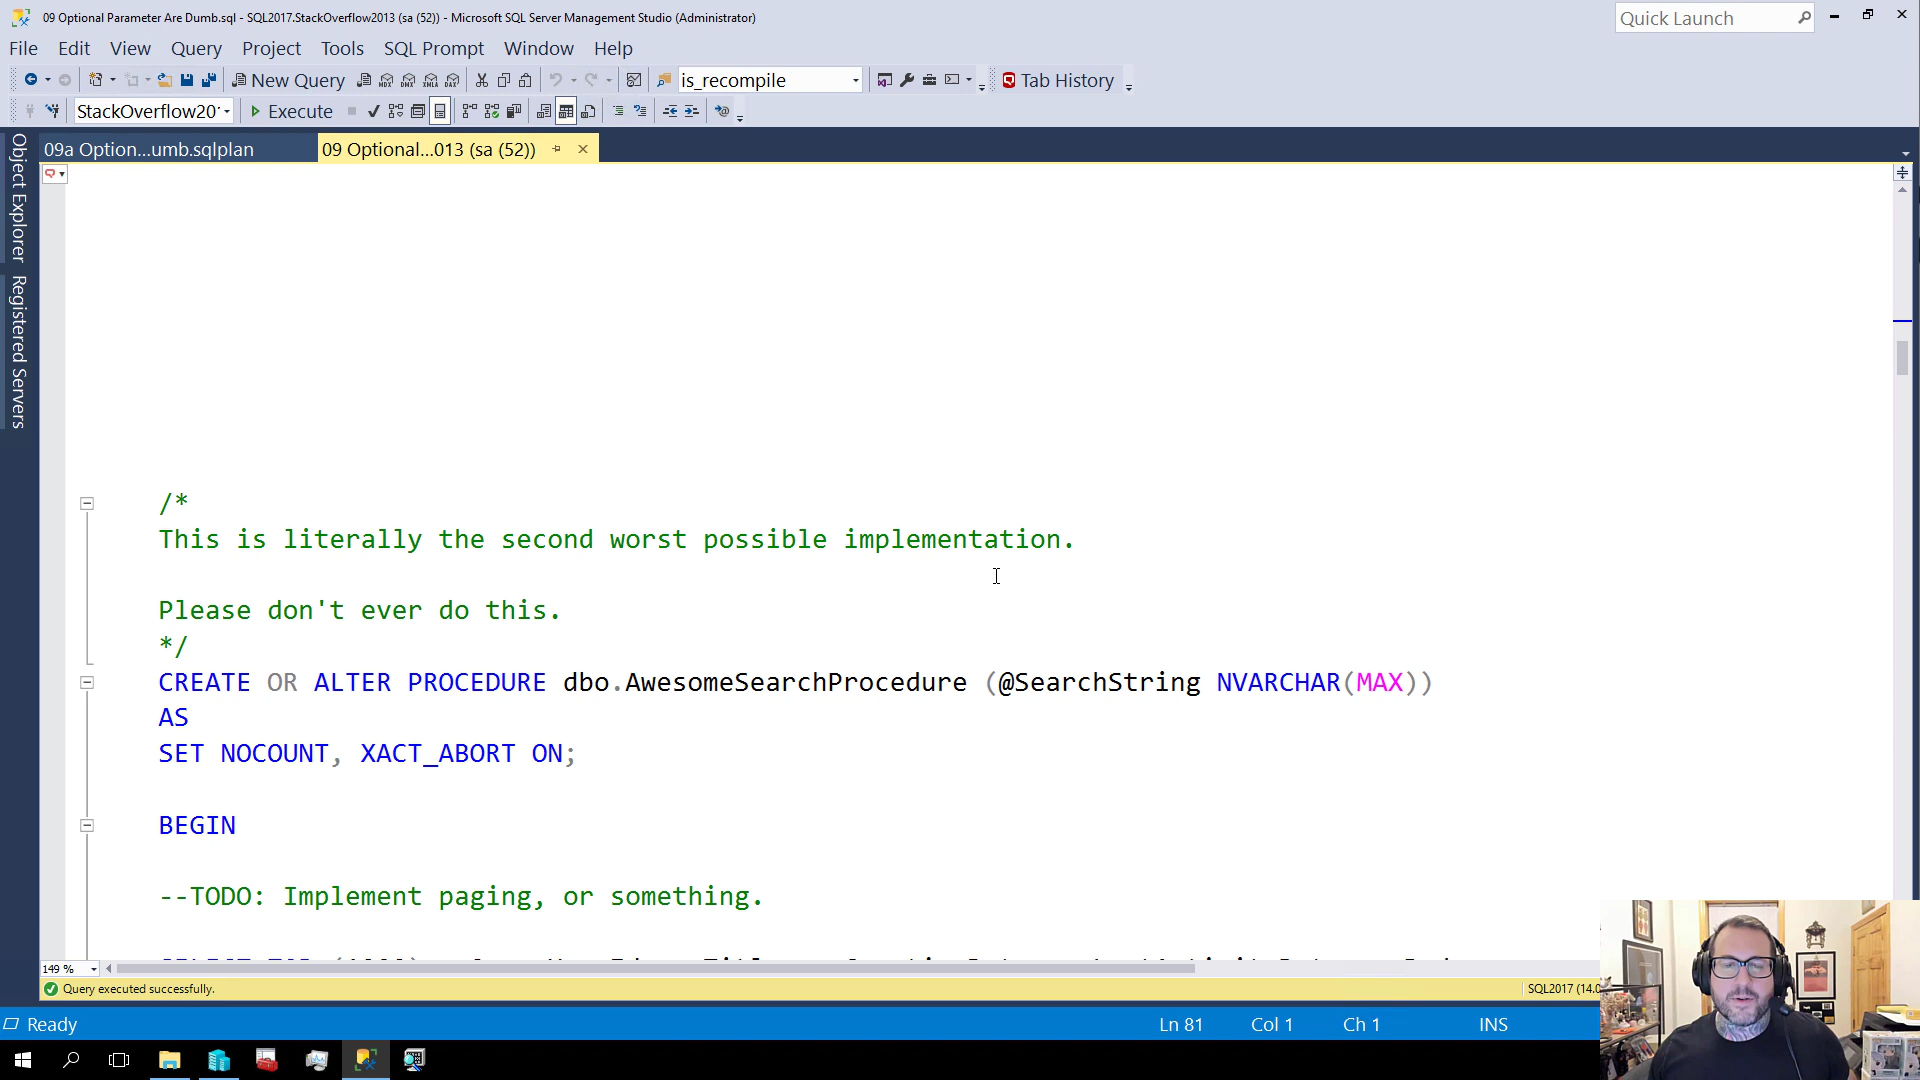 09 Optional Parameter Are Dumb.sql - SQL2017.StackOverflow2013 (sa (52)) - Microsoft SQL Server Management Studio (Administrator)
Quick Launch
File Edit View Query Project Tools SQL Prompt Window Help
New Query
is_recompile
Tab History
StackOverflow20
Execute
09a Option...umb.sqlplan
09 Optional...013 (sa (52))
Object Explorer
Registered Servers
/*
This is literally the second worst possible implementation.
Please don't ever do this.
*/
CREATE OR ALTER PROCEDURE dbo.AwesomeSearchProcedure (@SearchString NVARCHAR(MAX))
AS
SET NOCOUNT, XACT_ABORT ON;
BEGIN
--TODO: Implement paging, or something.
149 %
Query executed successfully.
SQL2017 (14.0
Ready
Ln 81
Col 1
Ch 1
INS